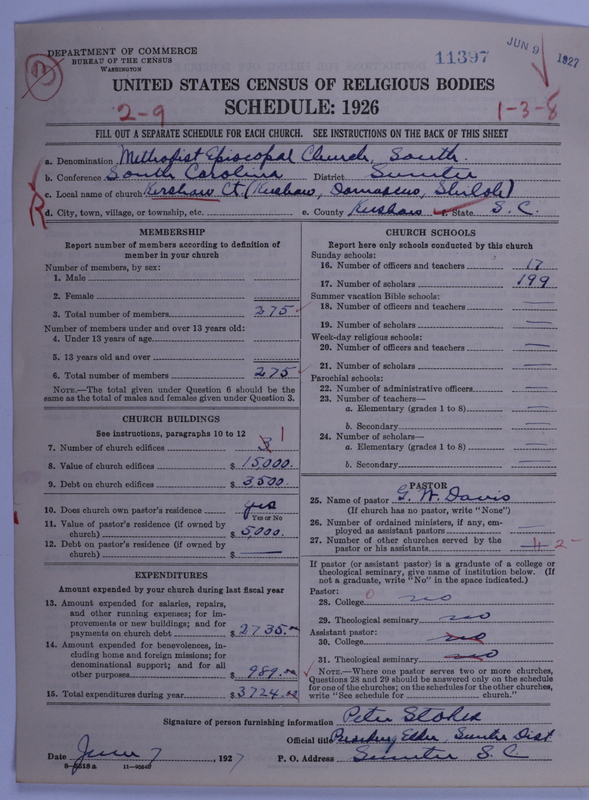 DEPARTMENT OF COMMERCE
BUREAU OF THE CENSUS
WASHINGTON
11397
JUN 9 1927
UNITED STATES CENSUS OF RELIGIOUS BODIES
SCHEDULE: 1926
2-9
1-3-8
FILL OUT A SEPARATE SCHEDULE FOR EACH CHURCH. SEE INSTRUCTIONS ON THE BACK OF THIS SHEET
a. Denomination Methodist Episcopal Church, South.
b. Conference South Carolina District Sumter
c. Local name of church Kershaw Ct (Kershaw, Damascus, Shiloh)
R d. City, town, village, or township, etc. e. County Kershaw f. State S. C.
MEMBERSHIP
Report number of members according to definition of
member in your church
Number of members, by sex:
1. Male
2. Female
3. Total number of members 275
Number of members under and over 13 years old:
4. Under 13 years of age
5. 13 years old and over
6. Total number of members 275
NOTE.—The total given under Question 6 should be the
same as the total of males and females given under Question 3.
CHURCH BUILDINGS
See instructions, paragraphs 10 to 12
7. Number of church edifices 3 1
8. Value of church edifices $ 15000.
9. Debt on church edifices $ 3500.
10. Does church own pastor's residence yes
Yes or No
11. Value of pastor's residence (if owned by
church) $ 5000.
12. Debt on pastor's residence (if owned by
church) $ —
EXPENDITURES
Amount expended by your church during last fiscal year
13. Amount expended for salaries, repairs,
and other running expenses; for im-
provements or new buildings; and for
payments on church debt $ 2735.00
14. Amount expended for benevolences, in-
cluding home and foreign missions; for
denominational support; and for all
other purposes $ 989.00
15. Total expenditures during year $ 3724.00
CHURCH SCHOOLS
Report here only schools conducted by this church
Sunday schools:
16. Number of officers and teachers 17
17. Number of scholars 199
Summer vacation Bible schools:
18. Number of officers and teachers —
19. Number of scholars —
Week-day religious schools:
20. Number of officers and teachers —
21. Number of scholars —
Parochial schools:
22. Number of administrative officers —
23. Number of teachers—
a. Elementary (grades 1 to 8) —
b. Secondary —
24. Number of scholars—
a. Elementary (grades 1 to 8) —
b. Secondary —
PASTOR
25. Name of pastor G. W. Davis
(If church has no pastor, write "None")
26. Number of ordained ministers, if any, em-
ployed as assistant pastors —
27. Number of other churches served by the
pastor or his assistants 2
If pastor (or assistant pastor) is a graduate of a college or
theological seminary, give name of institution below. (If
not a graduate, write "No" in the space indicated.)
Pastor: 0
28. College no
29. Theological seminary no
Assistant pastor:
30. College no
31. Theological seminary no
NOTE.—Where one pastor serves two or more churches,
Questions 28 and 29 should be answered only on the schedule
for one of the churches; on the schedules for the other churches,
write "See schedule for church."
Signature of person furnishing information Peter Stokes
Official title Presiding Elder, Sumter Dist
Date June 7, 1927 P. O. Address Sumter S. C